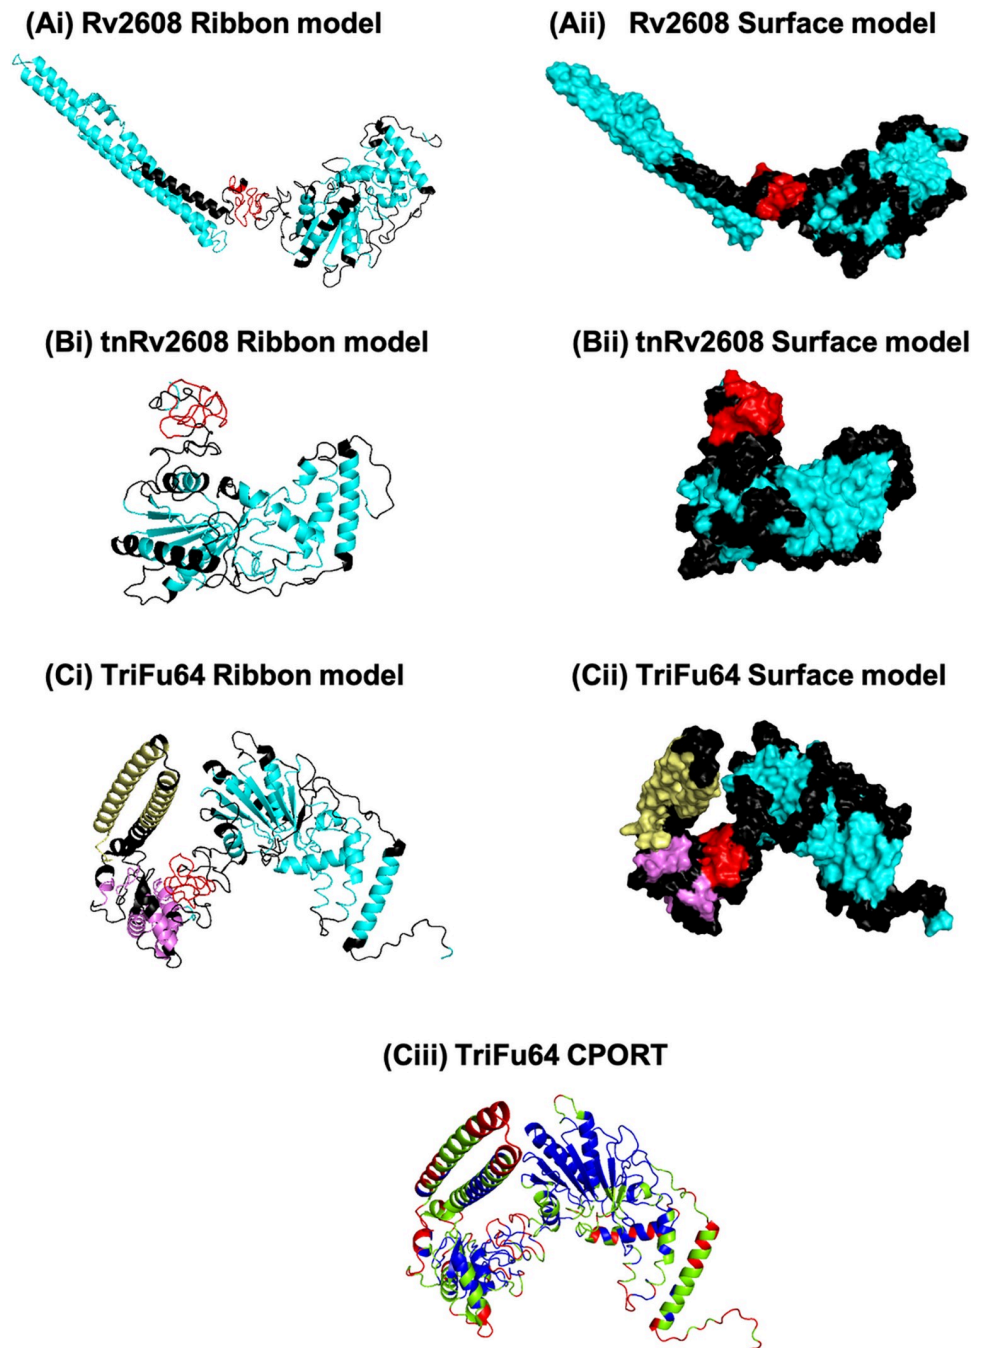 (Ai) Rv2608 Ribbon model
(Aii) Rv2608 Surface model
(Bi) tnRv2608 Ribbon model
(Bii) tnRv2608 Surface model
(Ci) TriFu64 Ribbon model
(Cii) TriFu64 Surface model
(Ciii) TriFu64 CPORT